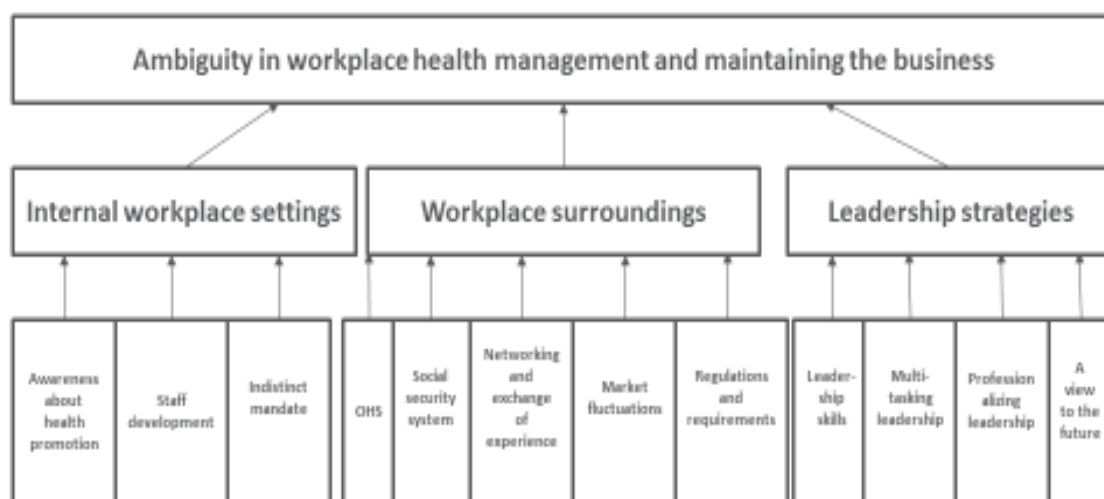 Ambiguity in workplace health management and maintaining the business
Internal workplace settings
Workplace surroundings
Leadership strategies
Awareness
about
health
promotion
Staff
development
Indistinct
mandate
OHS
Social
security
system
Networking
and
exchange
of
experience
Market
fluctuations
Regulations
and
requirements
Leader-
ship
skills
Multi-
tasking
leadership
Profession
alizing
leadership
A
view
to the
future